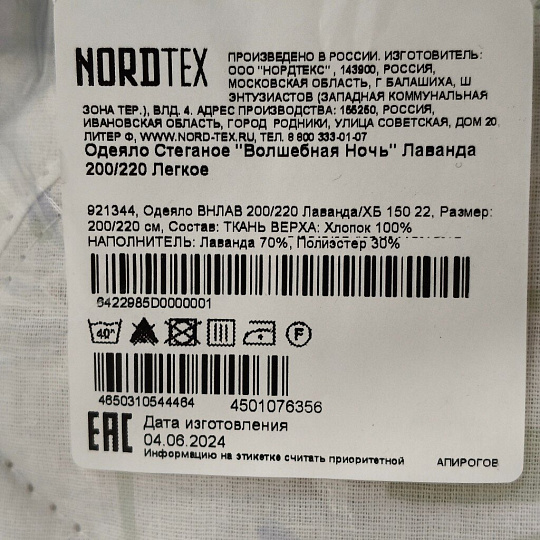 NORDTEX
ПРОИЗВЕДЕНО В РОССИИ. ИЗГОТОВИТЕЛЬ:
ООО "НОРДТЕКС", 143900, РОССИЯ,
МОСКОВСКАЯ ОБЛАСТЬ, Г БАЛАШИХА, Ш
ЭНТУЗИАСТОВ (ЗАПАДНАЯ КОММУНАЛЬНАЯ
ЗОНА ТЕР.), ВЛД. 4. АДРЕС ПРОИЗВОДСТВА: 155250, РОССИЯ,
ИВАНОВСКАЯ ОБЛАСТЬ, ГОРОД РОДНИКИ, УЛИЦА СОВЕТСКАЯ, ДОМ 20
ЛИТЕР Ф, WWW.NORD-TEX.RU, ТЕЛ. 8 800 333-01-07
Одеяло Стеганое "Волшебная Ночь" Лаванда
200/220 Легкое
921344, Одеяло ВНЛАВ 200/220 Лаванда/ХБ 150 22, Размер:
200/220 см, Состав: ТКАНЬ ВЕРХА: Хлопок 100%
НАПОЛНИТЕЛЬ: Лаванда 70%, Полиэстер 30%
6422985D0000001
40° F
4650310544464 4501076356
EAC Дата изготовления
04.06.2024
Информацию на этикетке считать приоритетной АПИРОГОВ